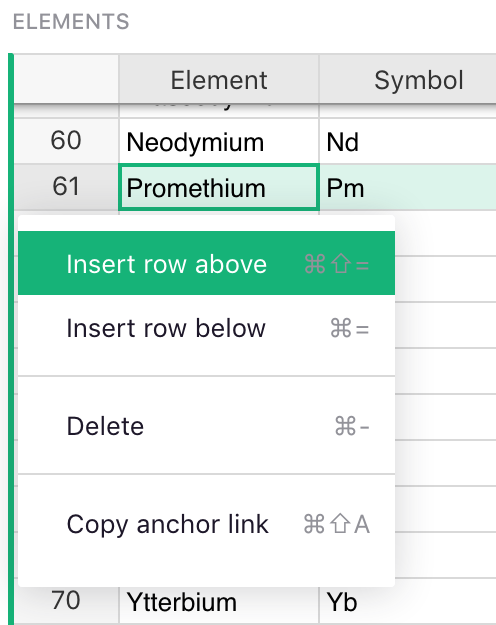 ELEMENTS
Element Symbol
60 Neodymium Nd
61 Promethium Pm
Insert row above ⌘⇧=
Insert row below ⌘=
Delete ⌘-
Copy anchor link ⌘⇧A
70 Ytterbium Yb